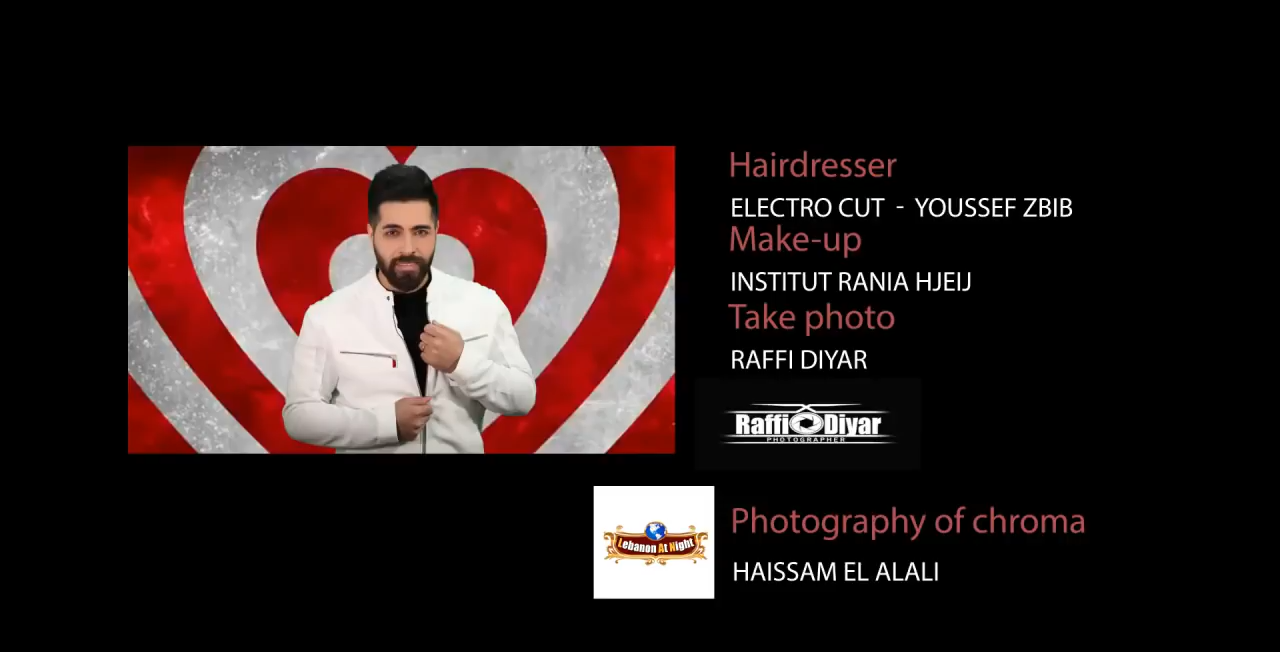 Hairdresser
ELECTRO CUT - YOUSSEF ZBIB
Make-up
INSTITUT RANIA HJEIJ
Take photo
RAFFI DIYAR
Raffi Diyar
PHOTOGRAPHER
Lebanon At Night
Photography of chroma
HAISSAM EL ALALI